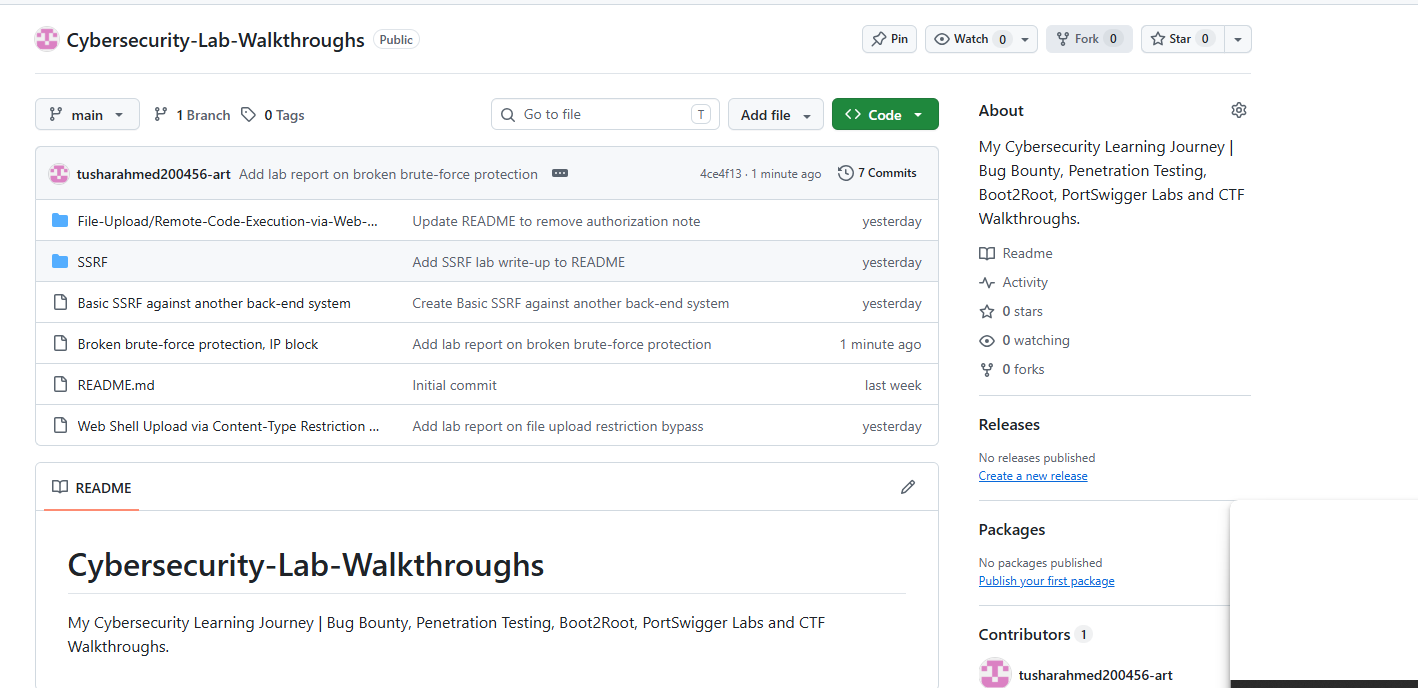 Cybersecurity-Lab-Walkthroughs Public
Pin
Watch 0
Fork 0
Star 0
main
1 Branch
0 Tags
Go to file
T
Add file
Code
tusharahmed200456-art Add lab report on broken brute-force protection
4ce4f13 · 1 minute ago
7 Commits
File-Upload/Remote-Code-Execution-via-Web-... Update README to remove authorization note yesterday
SSRF Add SSRF lab write-up to README yesterday
Basic SSRF against another back-end system Create Basic SSRF against another back-end system yesterday
Broken brute-force protection, IP block Add lab report on broken brute-force protection 1 minute ago
README.md Initial commit last week
Web Shell Upload via Content-Type Restriction ... Add lab report on file upload restriction bypass yesterday
README
Cybersecurity-Lab-Walkthroughs
My Cybersecurity Learning Journey | Bug Bounty, Penetration Testing, Boot2Root, PortSwigger Labs and CTF
Walkthroughs.
About
My Cybersecurity Learning Journey |
Bug Bounty, Penetration Testing,
Boot2Root, PortSwigger Labs and CTF
Walkthroughs.
Readme
Activity
0 stars
0 watching
0 forks
Releases
No releases published
Create a new release
Packages
No packages published
Publish your first package
Contributors 1
tusharahmed200456-art